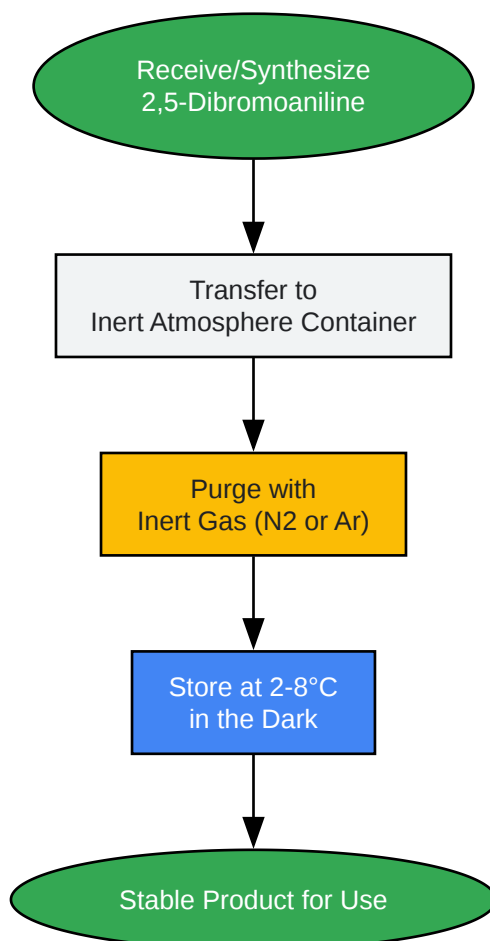 Receive/Synthesize
2,5-Dibromoaniline
Transfer to
Inert Atmosphere Container
Purge with
Inert Gas (N2 or Ar)
Store at 2-8°C
in the Dark
Stable Product for Use